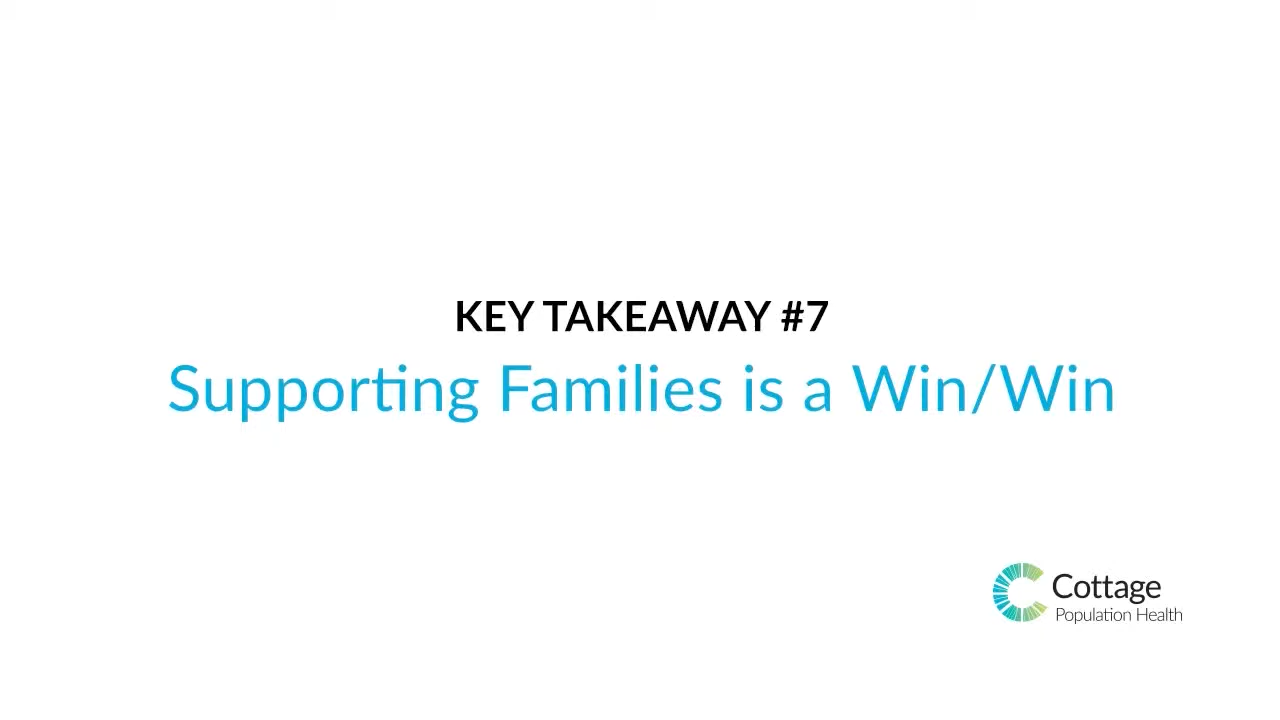 KEY TAKEAWAY #7
Supporting Families is a Win/Win
Cottage
Population Health